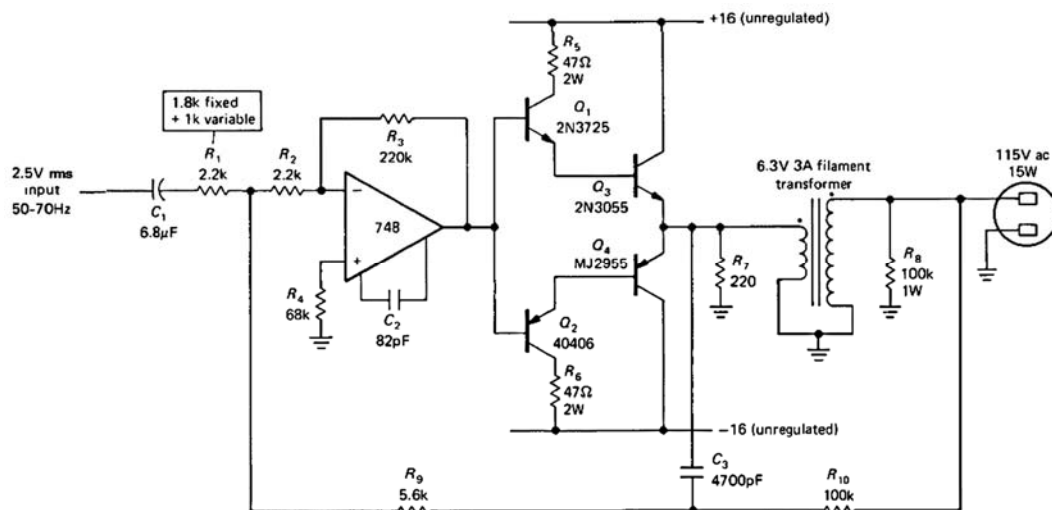 +16 (unregulated)
R5
47Ω
2W
Q1
2N3725
1.8k fixed
+ 1k variable
R3
220k
R1
2.2k
R2
2.2k
2.5V rms
input
50-70Hz
C1
6.8μF
−
748
+
R4
68k
C2
82pF
Q3
2N3055
Q4
MJ2955
Q2
40406
R6
47Ω
2W
R7
220
6.3V 3A filament
transformer
115V ac
15W
R8
100k
1W
−16 (unregulated)
C3
4700pF
R9
5.6k
R10
100k